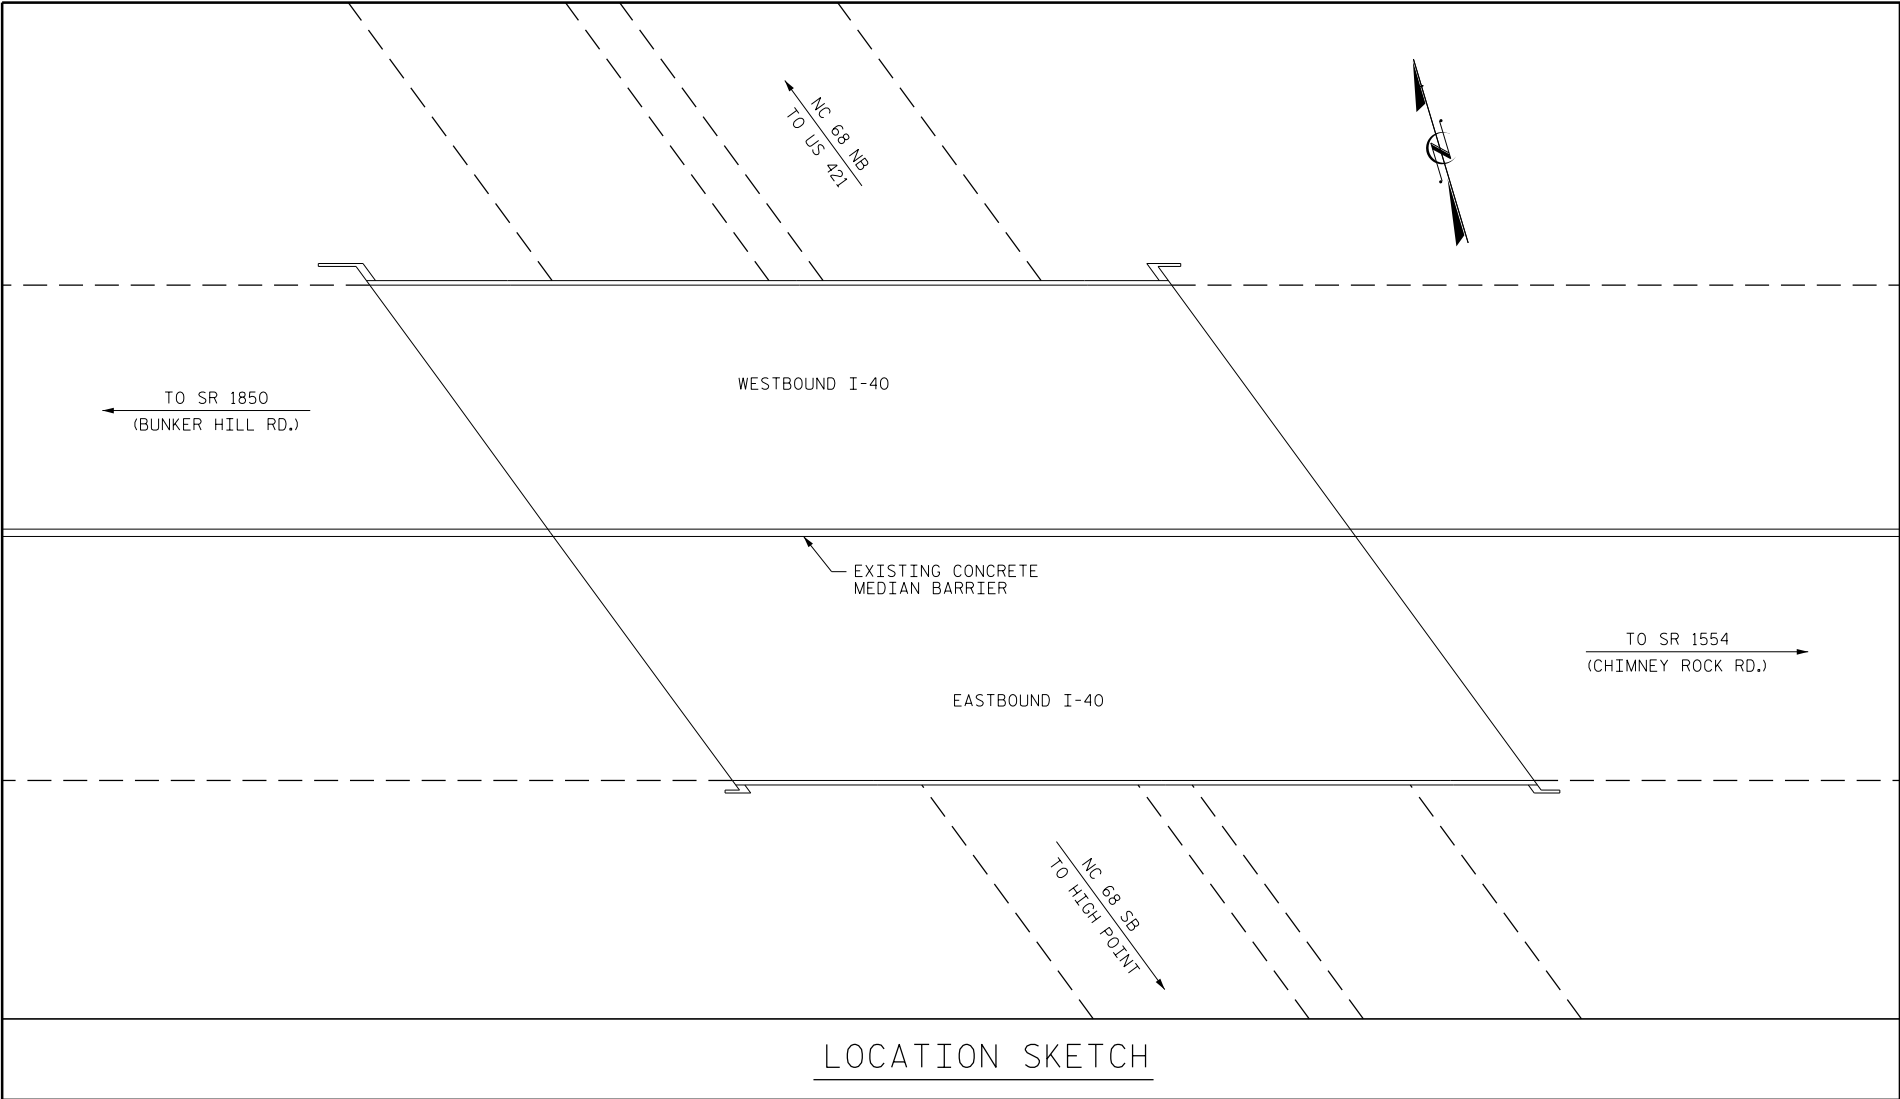 NC 68 NB
TO US 421
N
WESTBOUND I-40
TO SR 1850
(BUNKER HILL RD.)
EXISTING CONCRETE
MEDIAN BARRIER
TO SR 1554
(CHIMNEY ROCK RD.)
EASTBOUND I-40
NC 68 SB
TO HIGH POINT
LOCATION SKETCH